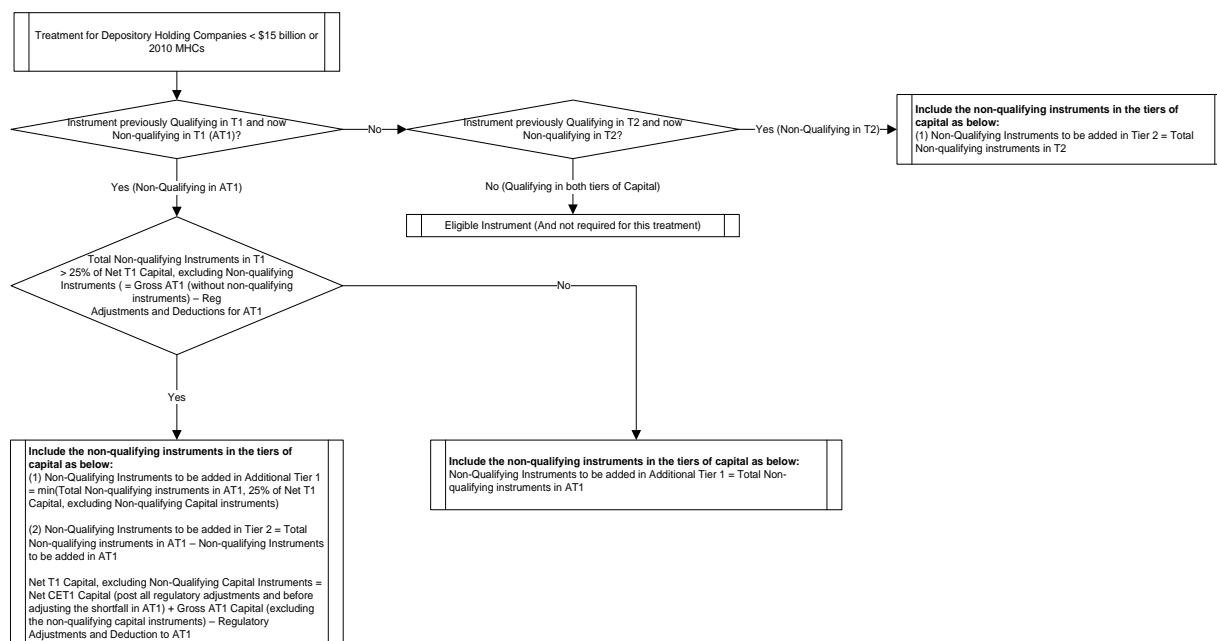 Treatment for Depository Holding Companies < $15 billion or
2010 MHCs
Instrument previously Qualifying in T1 and now
Non-qualifying in T1 (AT1)?
No
Instrument previously Qualifying in T2 and now
Non-qualifying in T2?
Yes (Non-Qualifying in T2)
Include the non-qualifying instruments in the tiers of
capital as below:
(1) Non-Qualifying Instruments to be added in Tier 2 = Total
Non-qualifying instruments in T2
Yes (Non-Qualifying in AT1)
No (Qualifying in both tiers of Capital)
Eligible Instrument (And not required for this treatment)
Total Non-qualifying Instruments in T1
> 25% of Net T1 Capital, excluding Non-qualifying
Instruments ( = Gross AT1 (without non-qualifying
instruments) – Reg
Adjustments and Deductions for AT1
No
Yes
Include the non-qualifying instruments in the tiers of
capital as below:
(1) Non-Qualifying Instruments to be added in Additional Tier 1
= min(Total Non-qualifying instruments in AT1, 25% of Net T1
Capital, excluding Non-qualifying Capital instruments)
(2) Non-Qualifying Instruments to be added in Tier 2 = Total
Non-qualifying instruments in AT1 – Non-qualifying Instruments
to be added in AT1
Net T1 Capital, excluding Non-Qualifying Capital Instruments =
Net CET1 Capital (post all regulatory adjustments and before
adjusting the shortfall in AT1) + Gross AT1 Capital (excluding
the non-qualifying capital instruments) – Regulatory
Adjustments and Deduction to AT1
Include the non-qualifying instruments in the tiers of capital as below:
Non-Qualifying Instruments to be added in Additional Tier 1 = Total Non-
qualifying instruments in AT1